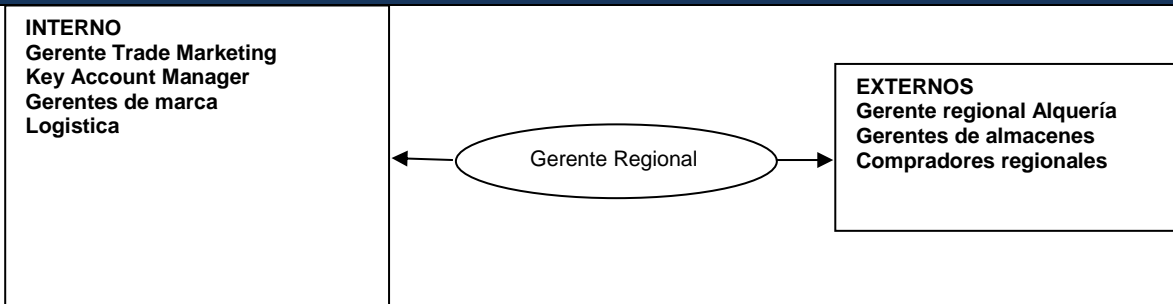 INTERNO
Gerente Trade Marketing
Key Account Manager
Gerentes de marca
Logistica
Gerente Regional
EXTERNOS
Gerente regional Alquería
Gerentes de almacenes
Compradores regionales